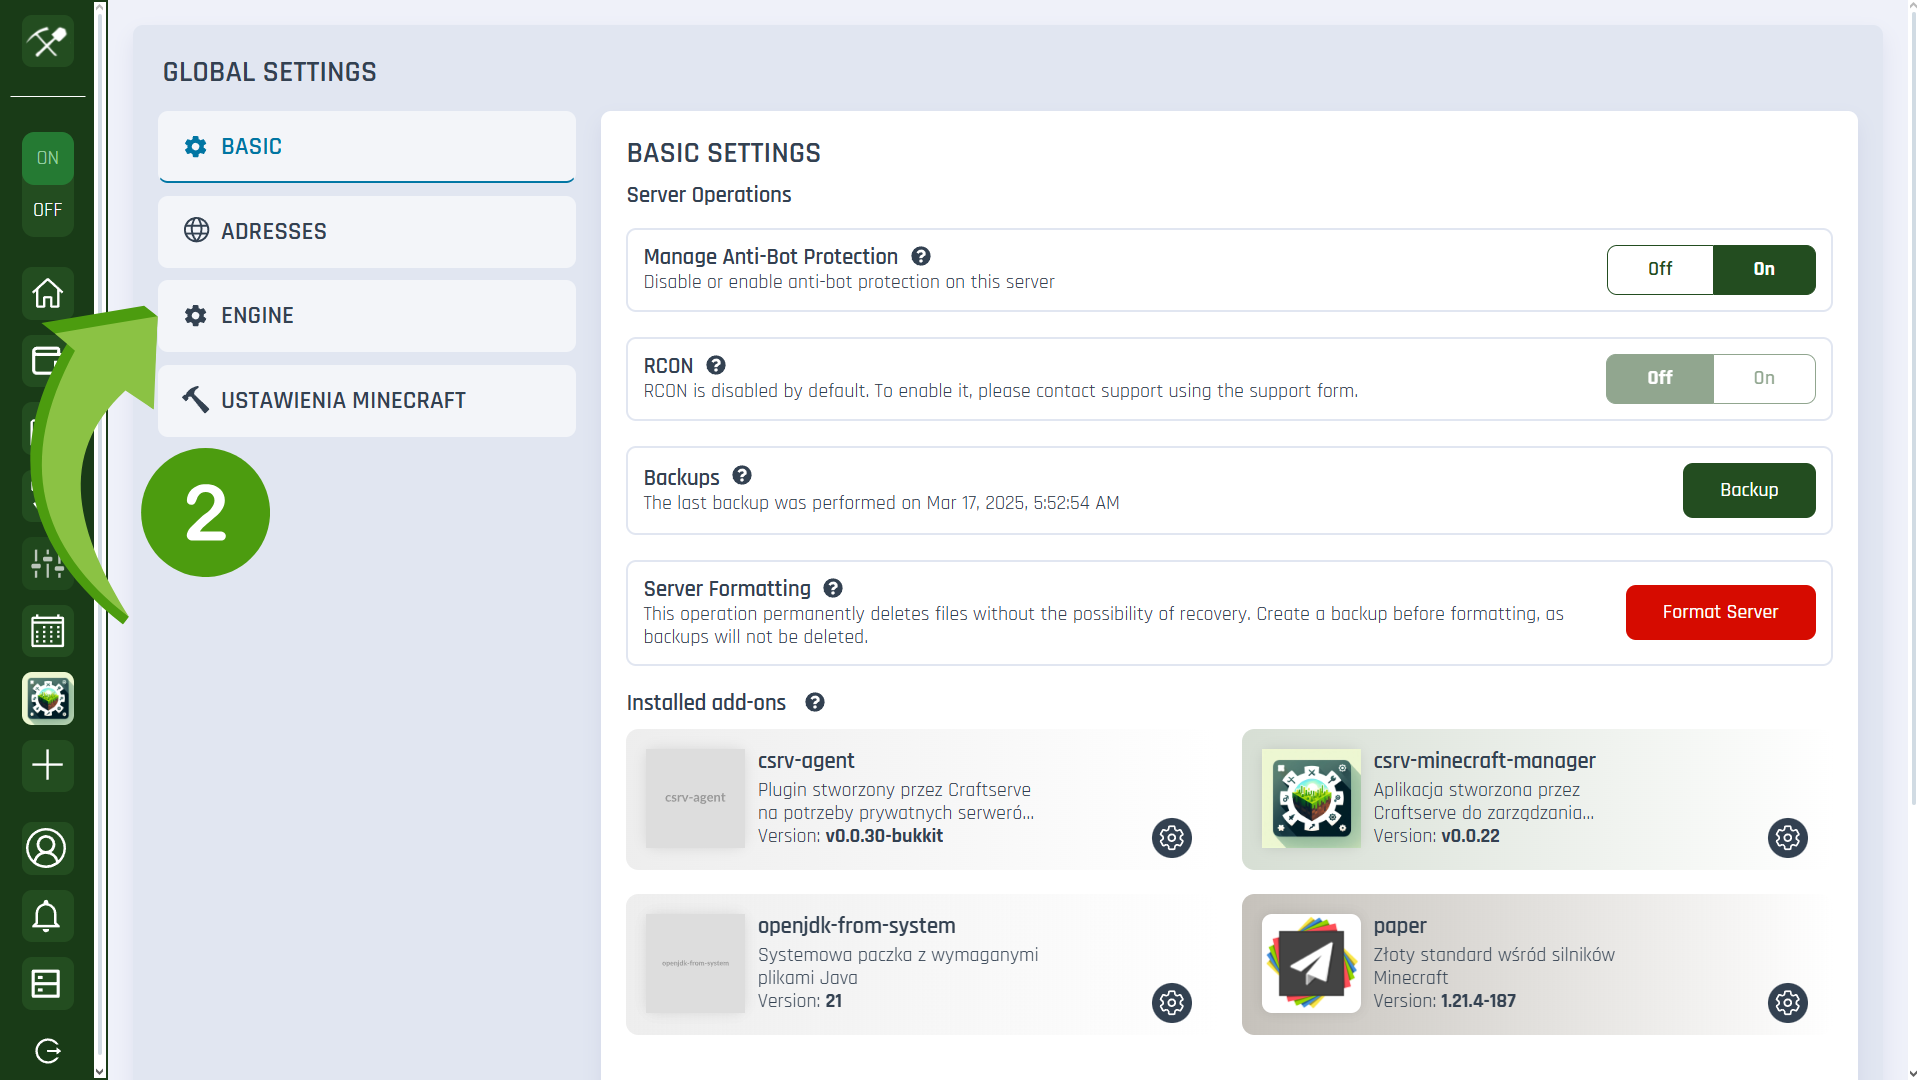 ON
OFF
GLOBAL SETTINGS
BASIC
ADRESSES
ENGINE
USTAWIENIA MINECRAFT
2
BASIC SETTINGS
Server Operations
Manage Anti-Bot Protection
Disable or enable anti-bot protection on this server
Off On
RCON
RCON is disabled by default. To enable it, please contact support using the support form.
Off On
Backups
The last backup was performed on Mar 17, 2025, 5:52:54 AM
Backup
Server Formatting
This operation permanently deletes files without the possibility of recovery. Create a backup before formatting, as
backups will not be deleted.
Format Server
Installed add-ons
csrv-agent
csrv-agent
Plugin stworzony przez Craftserve
na potrzeby prywatnych serweró...
Version: v0.0.30-bukkit
csrv-minecraft-manager
Aplikacja stworzona przez
Craftserve do zarządzania...
Version: v0.0.22
openjdk-from-system
openjdk-from-system
Systemowa paczka z wymaganymi
plikami Java
Version: 21
paper
Złoty standard wśród silników
Minecraft
Version: 1.21.4-187